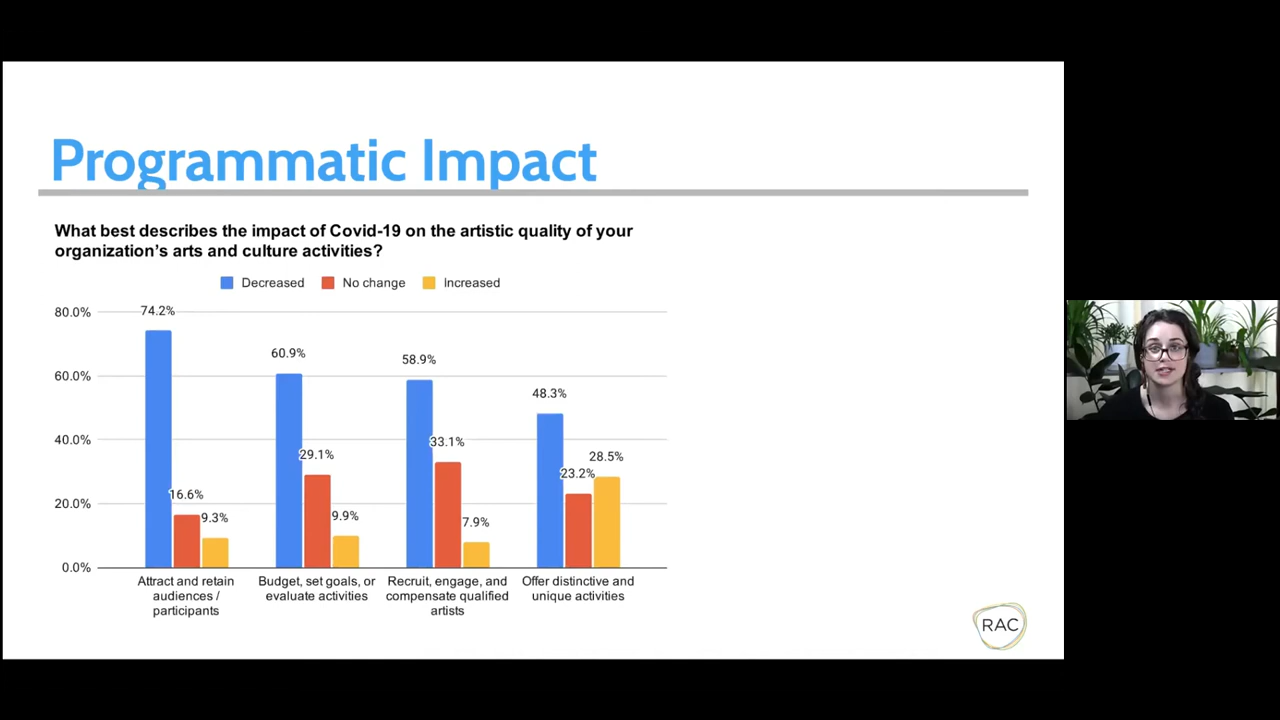 Programmatic Impact
What best describes the impact of Covid-19 on the artistic quality of your
organization's arts and culture activities?
Decreased No change Increased
80.0%
60.0%
40.0%
20.0%
0.0%
74.2%
16.6%
9.3%
60.9%
29.1%
9.9%
58.9%
33.1%
7.9%
48.3%
23.2%
28.5%
Attract and retain
audiences /
participants
Budget, set goals, or
evaluate activities
Recruit, engage, and
compensate qualified
artists
Offer distinctive and
unique activities
RAC